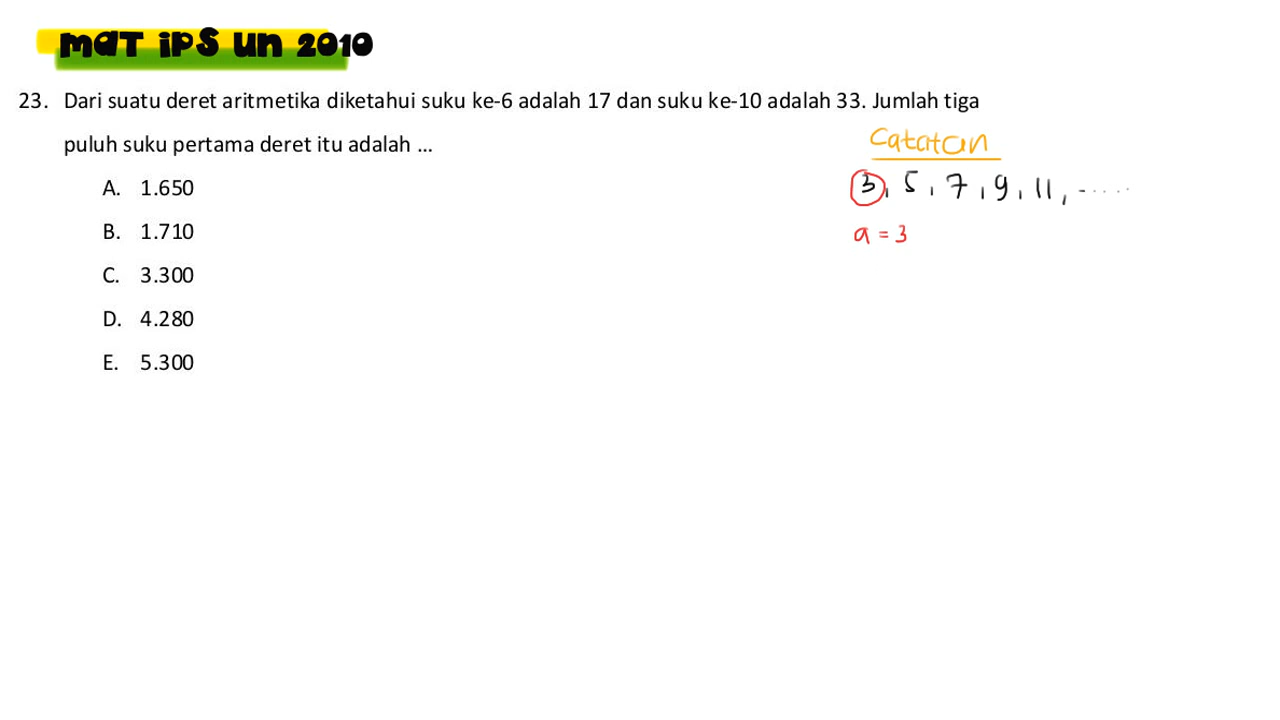 MAT IPS UN 2010
23. Dari suatu deret aritmetika diketahui suku ke-6 adalah 17 dan suku ke-10 adalah 33. Jumlah tiga
puluh suku pertama deret itu adalah ...
Catatan
A. 1.650
3, 5, 7, 9, 11, ......
B. 1.710
a = 3
C. 3.300
D. 4.280
E. 5.300